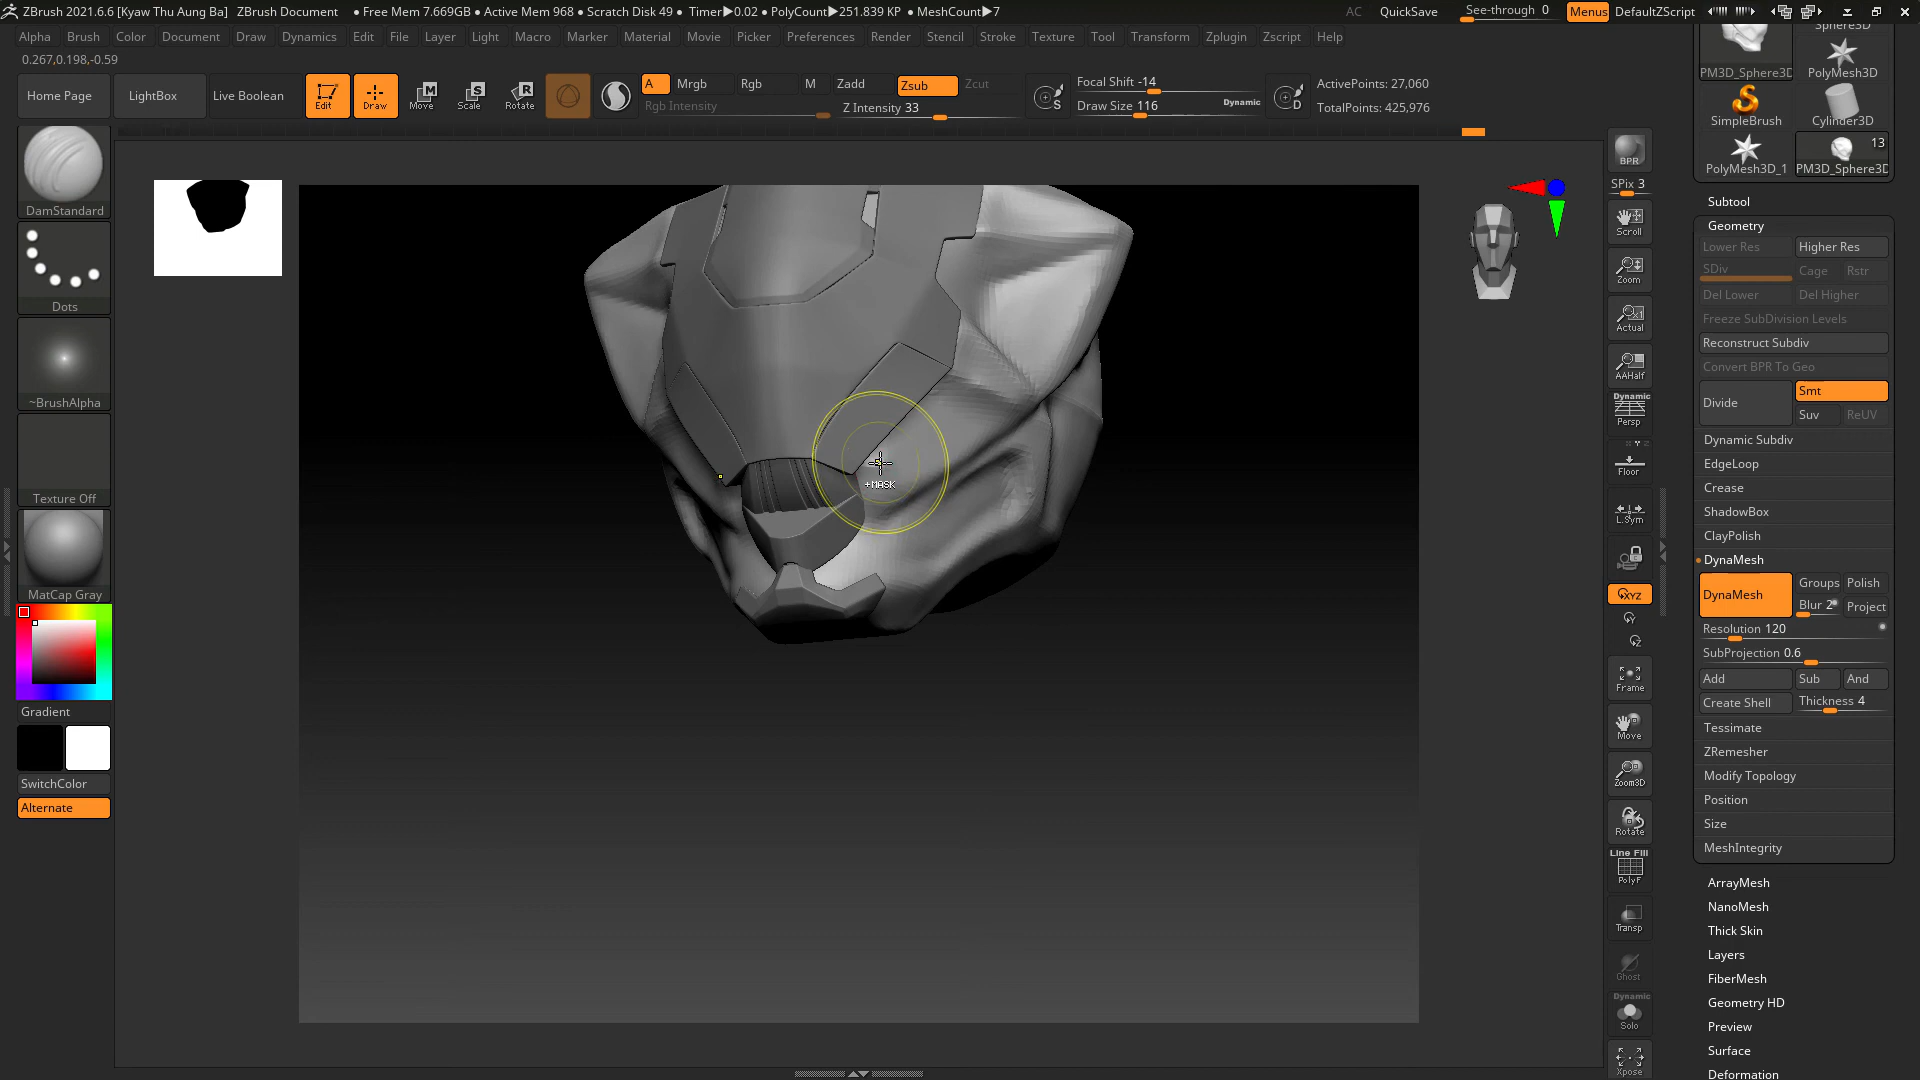 ZBrush 2021.6.6 [Kyaw Thu Aung Ba] ZBrush Document • Free Mem 7.669GB • Active Mem 968 • Scratch Disk 49 • Timer▶0.02 • PolyCount▶251.839 KP • MeshCount▶7 AC QuickSave See-through 0 Menus DefaultZScript
Alpha Brush Color Document Draw Dynamics Edit File Layer Light Macro Marker Material Movie Picker Preferences Render Stencil Stroke Texture Tool Transform Zplugin Zscript Help
0.267,0.198,-0.59
Home Page LightBox Live Boolean Edit Draw Move Scale Rotate
A Mrgb Rgb M Zadd Zsub Zcut
Rgb Intensity Z Intensity 33
Focal Shift -14
Draw Size 116 Dynamic
S D
ActivePoints: 27,060
TotalPoints: 425,976
DamStandard
Dots
~BrushAlpha
Texture Off
MatCap Gray
Gradient
SwitchColor
Alternate
+MASK
BPR
SPix 3
Scroll
Zoom
Actual
AAHalf
Dynamic
Persp
Floor
L.Sym
XYZ
Y
Z
Frame
Move
Zoom3D
Rotate
Line Fill
PolyF
Transp
Ghost
Dynamic
Solo
Xpose
Sphere3D
PM3D_Sphere3D PolyMesh3D
SimpleBrush Cylinder3D
13
PolyMesh3D_1 PM3D_Sphere3D
Subtool
Geometry
Lower Res Higher Res
SDiv Cage Rstr
Del Lower Del Higher
Freeze SubDivision Levels
Reconstruct Subdiv
Convert BPR To Geo
Divide Smt
Suv ReUV
Dynamic Subdiv
EdgeLoop
Crease
ShadowBox
ClayPolish
DynaMesh
DynaMesh Groups Polish
Blur 2 Project
Resolution 120
SubProjection 0.6
Add Sub And
Create Shell Thickness 4
Tessimate
ZRemesher
Modify Topology
Position
Size
MeshIntegrity
ArrayMesh
NanoMesh
Thick Skin
Layers
FiberMesh
Geometry HD
Preview
Surface
Deformation